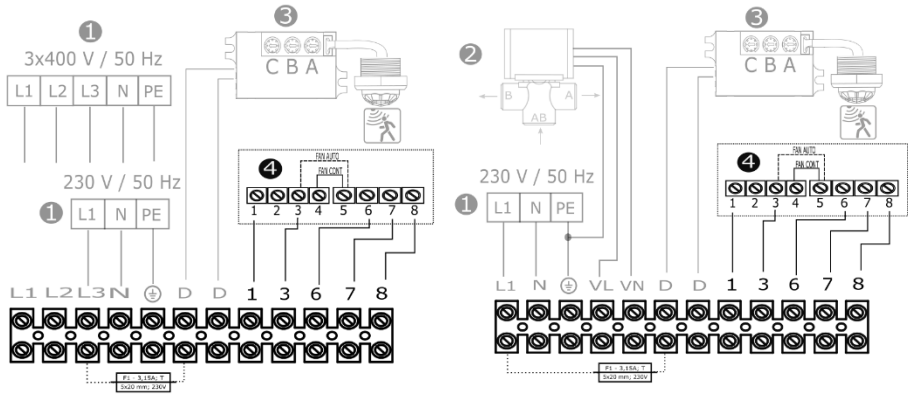 1
3x400 V / 50 Hz
L1 L2 L3 N PE
3
C B A
230 V / 50 Hz
1
L1 N PE
4
FAN AUTO
FAN CONT.
1 2 3 4 5 6 7 8
L1 L2 L3 N D D 1 3 6 7 8
F1 - 3,15A; T
5x20 mm; 230V
2
B A
AB
3
C B A
230 V / 50 Hz
1
L1 N PE
4
FAN AUTO
FAN CONT.
1 2 3 4 5 6 7 8
L1 N VL VN D D 1 3 6 7 8
F1 - 3,15A; T
5x20 mm; 230V